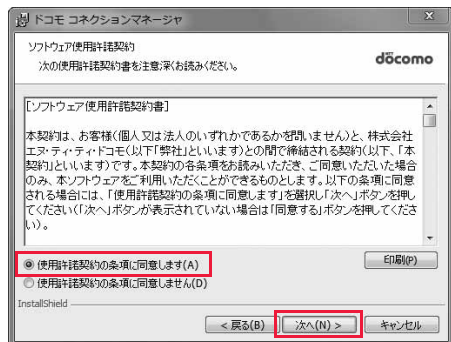 ドコモ コネクションマネージャ
ソフトウェア使用許諾契約
次の使用許諾契約書を注意深くお読みください。
döcomo
[ソフトウェア使用許諾契約書]
本契約は、お客様(個人又は法人のいずれかであるかを問いません)と、株式会社
エヌ・ティ・ティ・ドコモ(以下「弊社」といいます)との間で締結される契約(以下、「本
契約」といいます)です。本契約の各条項をお読みいただき、ご同意いただいた場合
のみ、本ソフトウェアをご利用いただくことができるものとします。以下の条項に同意
される場合には、「使用許諾契約の条項に同意します」を選択し「次へ」ボタンを押し
てください(「次へ」ボタンが表示されていない場合は「同意する」ボタンを押してくださ
い)。
使用許諾契約の条項に同意します(A)
印刷(P)
使用許諾契約の条項に同意しません(D)
InstallShield
< 戻る(B)
次へ(N) >
キャンセル